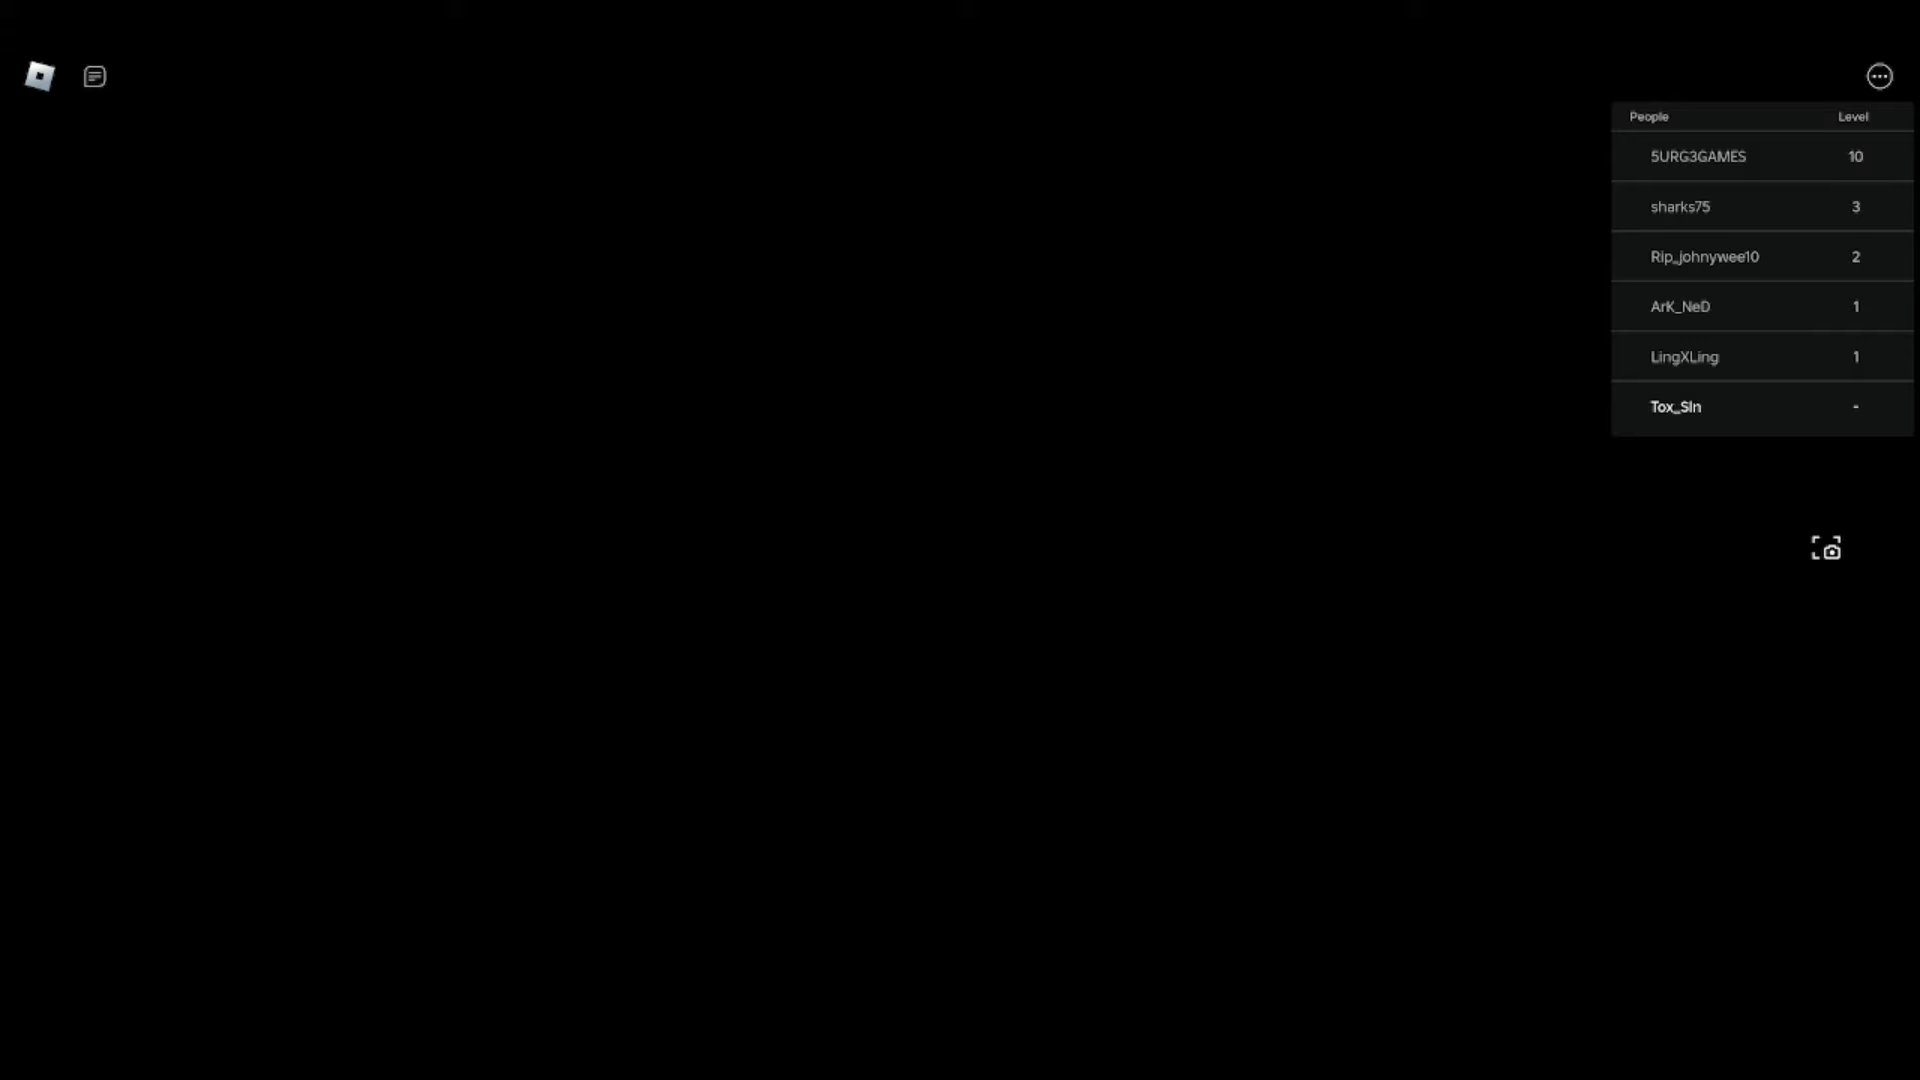 People Level
5URG3GAMES 10
sharks75 3
Rip_johnywee10 2
ArK_NeD 1
LingXLing 1
Tox_SIn -